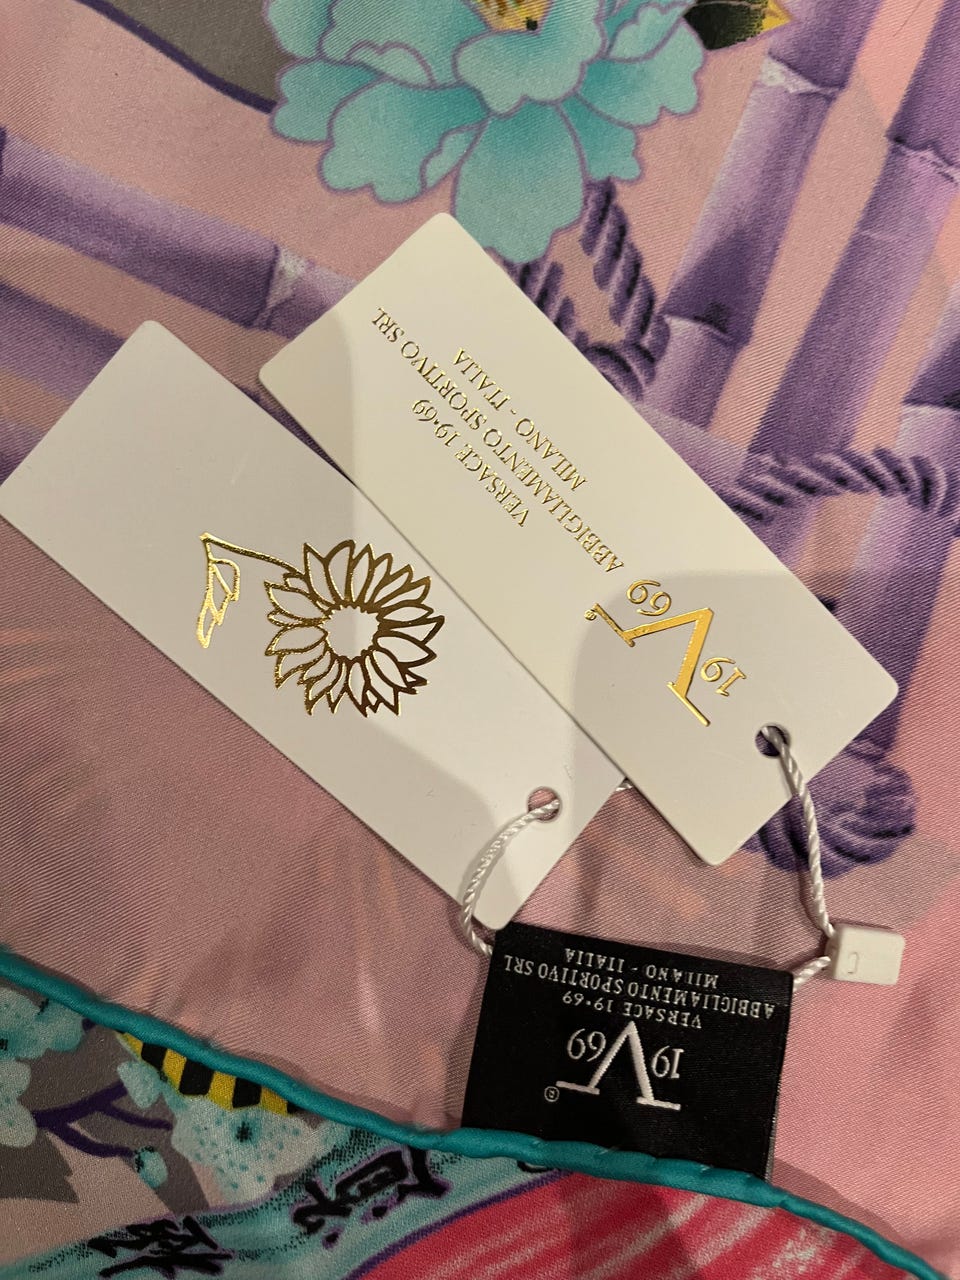 19V69
VERSACE 19•69
ABBIGLIAMENTO SPORTIVO SRL
MILANO - ITALIA
19V69
®
VERSACE 19•69
ABBIGLIAMENTO SPORTIVO SRL
MILANO - ITALIA